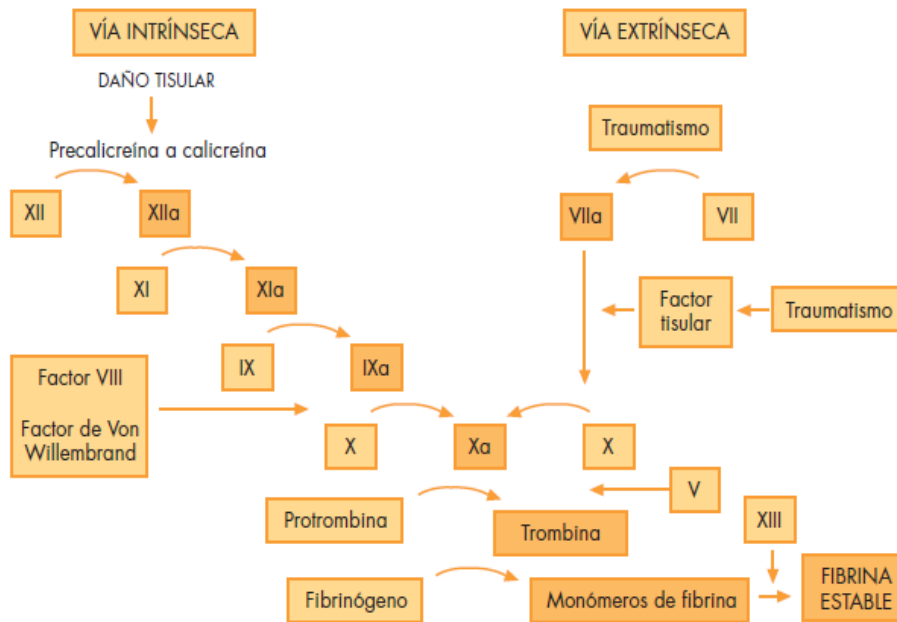 VÍA INTRÍNSECA
VÍA EXTRÍNSECA
DAÑO TISULAR
Precalicreína a calicreína
Traumatismo
XII
XIIa
VIIa
VII
XI
XIa
Factor
tisular
Traumatismo
IX
IXa
Factor VIII
Factor de Von
Willembrand
X
Xa
X
V
Protrombina
Trombina
XIII
Fibrinógeno
Monómeros de fibrina
FIBRINA
ESTABLE